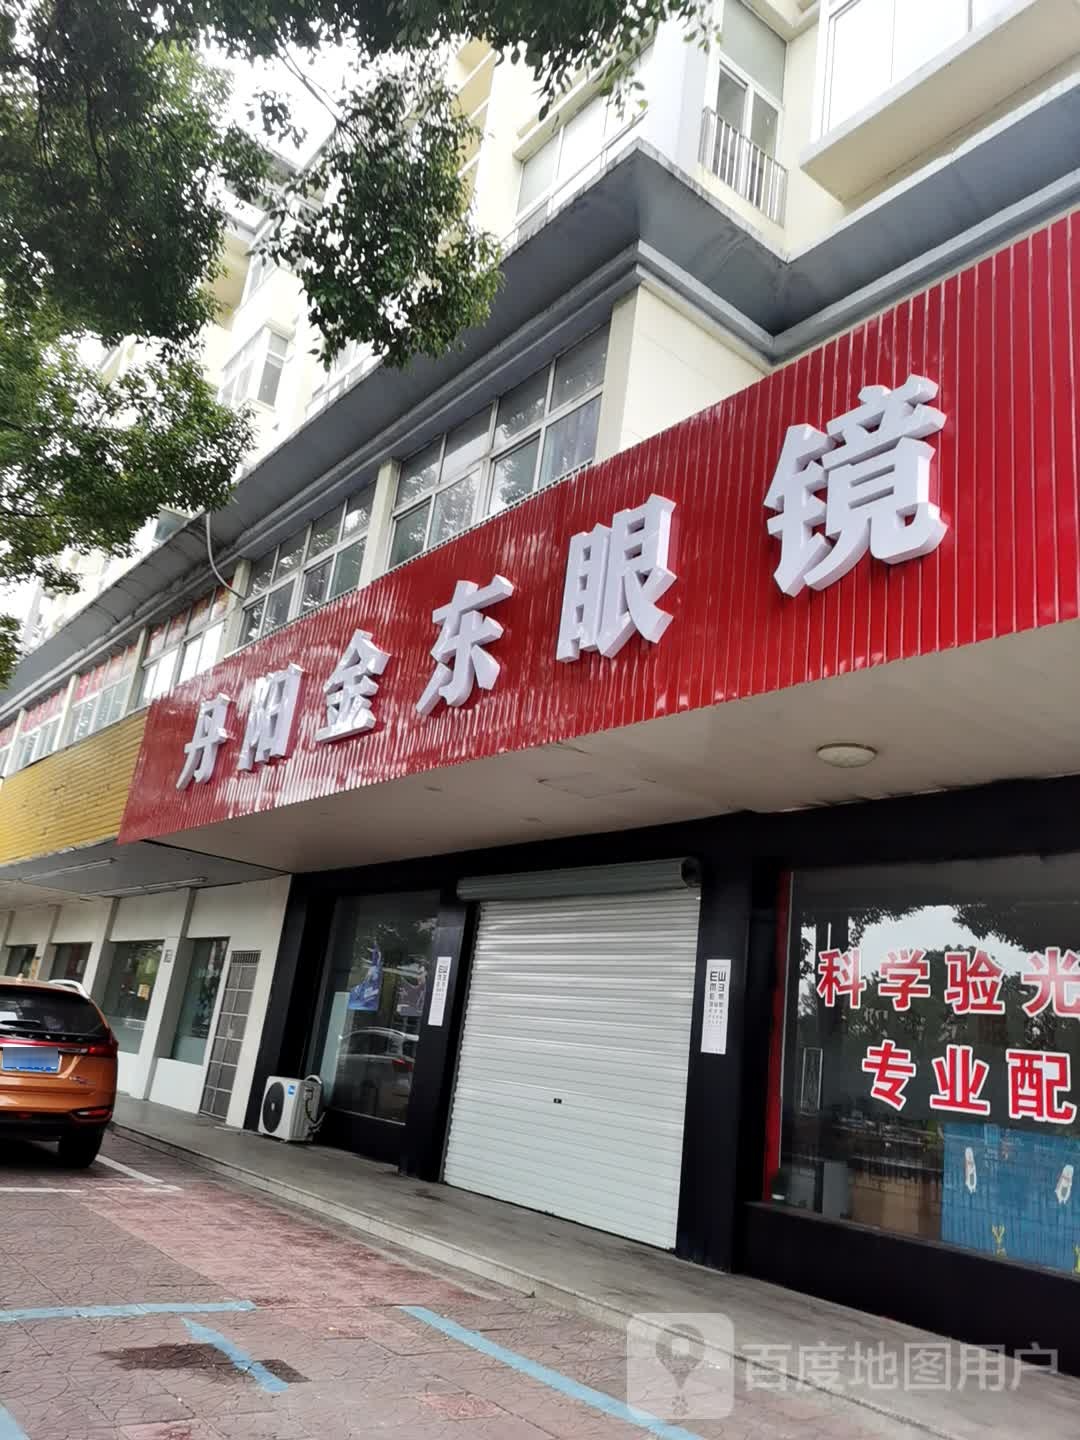 丹阳金东眼镜
科学验光
专业配
百度地图用户